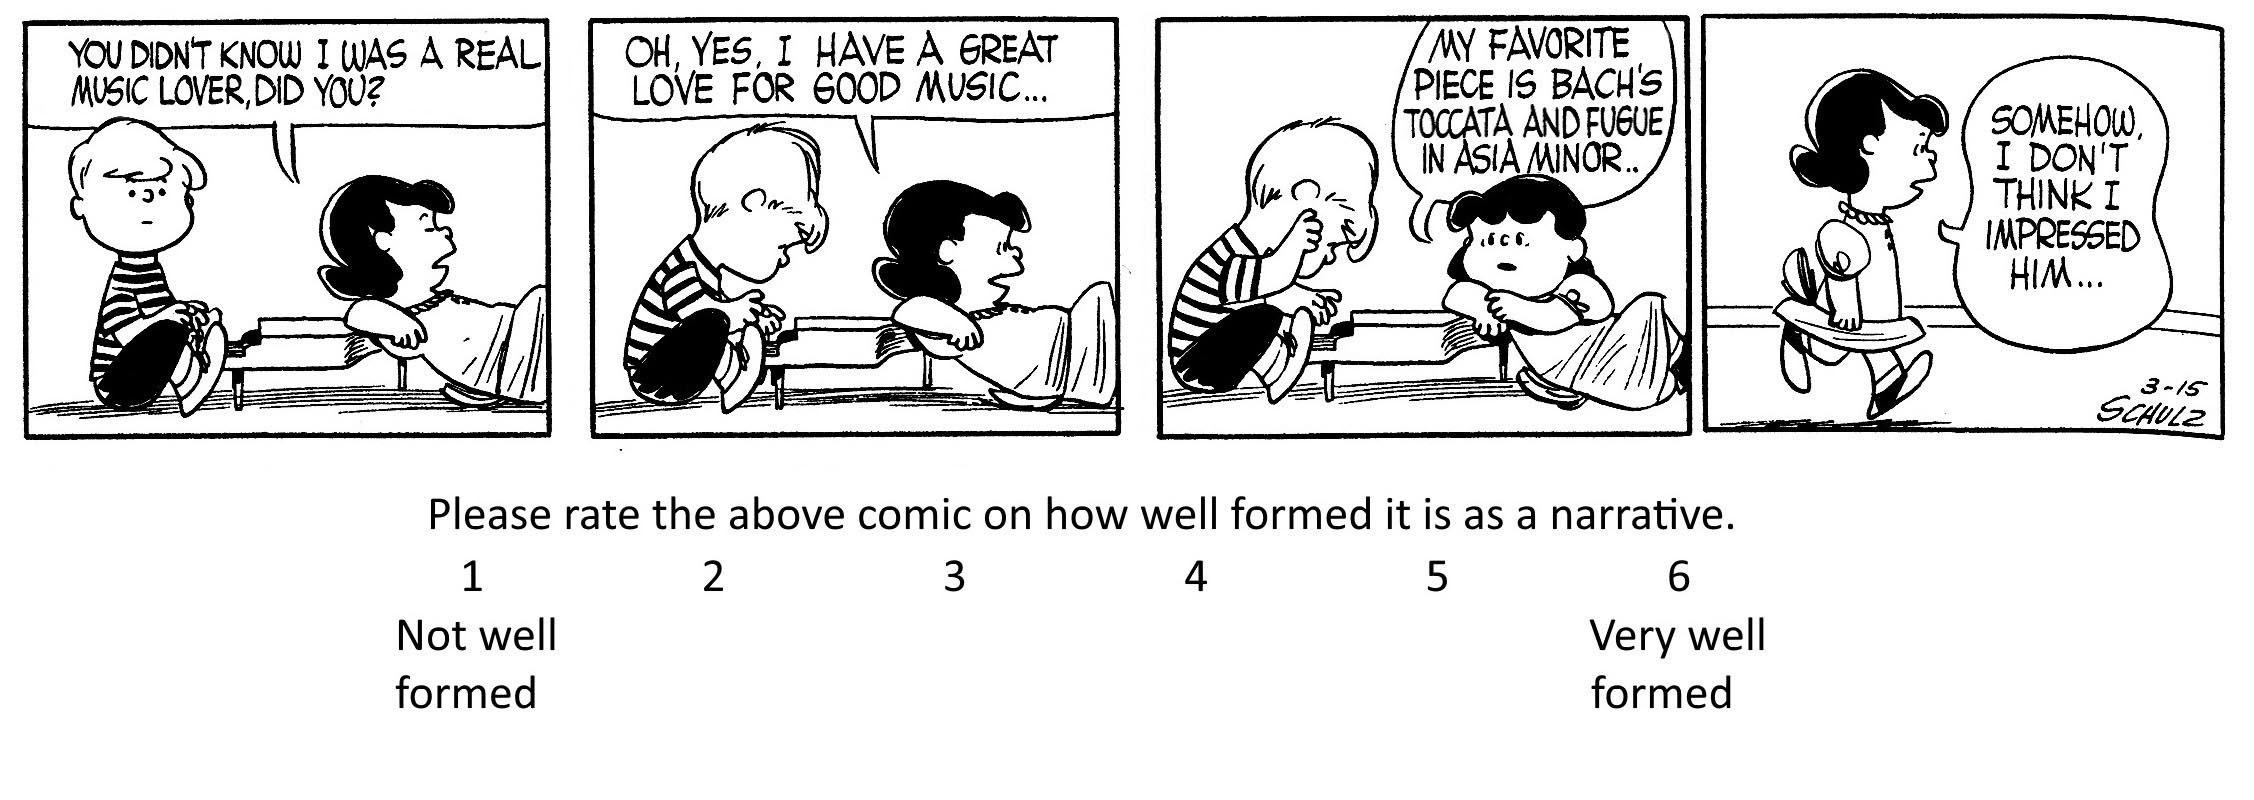 YOU DIDN'T KNOW I WAS A REAL
MUSIC LOVER, DID YOU?
OH, YES, I HAVE A GREAT
LOVE FOR GOOD MUSIC...
MY FAVORITE
PIECE IS BACH'S
TOCCATA AND FUGUE
IN ASIA MINOR..
SOMEHOW,
I DON'T
THINK I
IMPRESSED
HIM...
3-15
SCHULZ
Please rate the above comic on how well formed it is as a narrative.
1 2 3 4 5 6
Not well
formed
Very well
formed